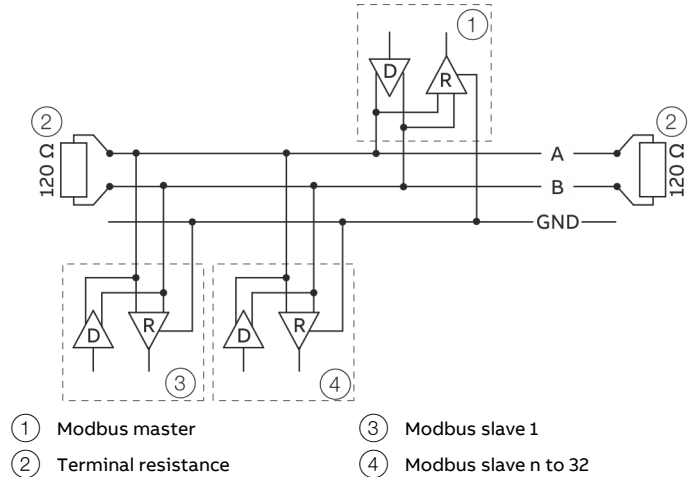 1
D
R
2
2
120 Ω
120 Ω
A
B
GND
D
R
D
R
3
4
1 Modbus master
3 Modbus slave 1
2 Terminal resistance
4 Modbus slave n to 32